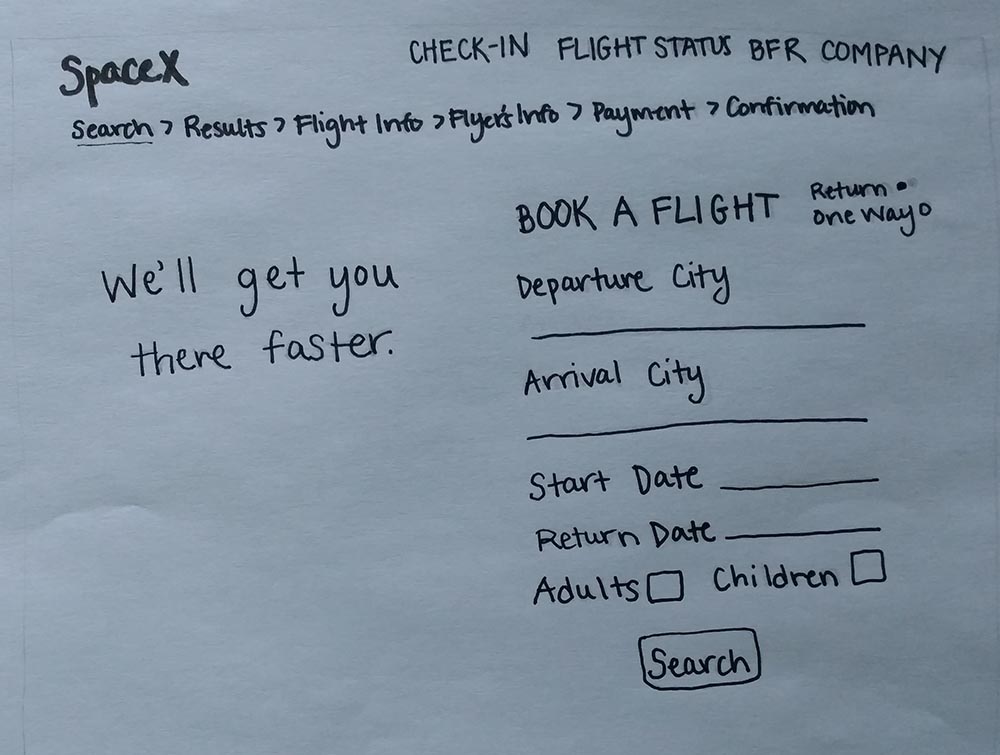 SpaceX
CHECK-IN FLIGHT STATUS BFR COMPANY
Search > Results > Flight Info > Flyer's Info > Payment > Confirmation
We'll get you
there faster.
BOOK A FLIGHT
Return
one way
Departure City
Arrival City
Start Date
Return Date
Adults Children
Search